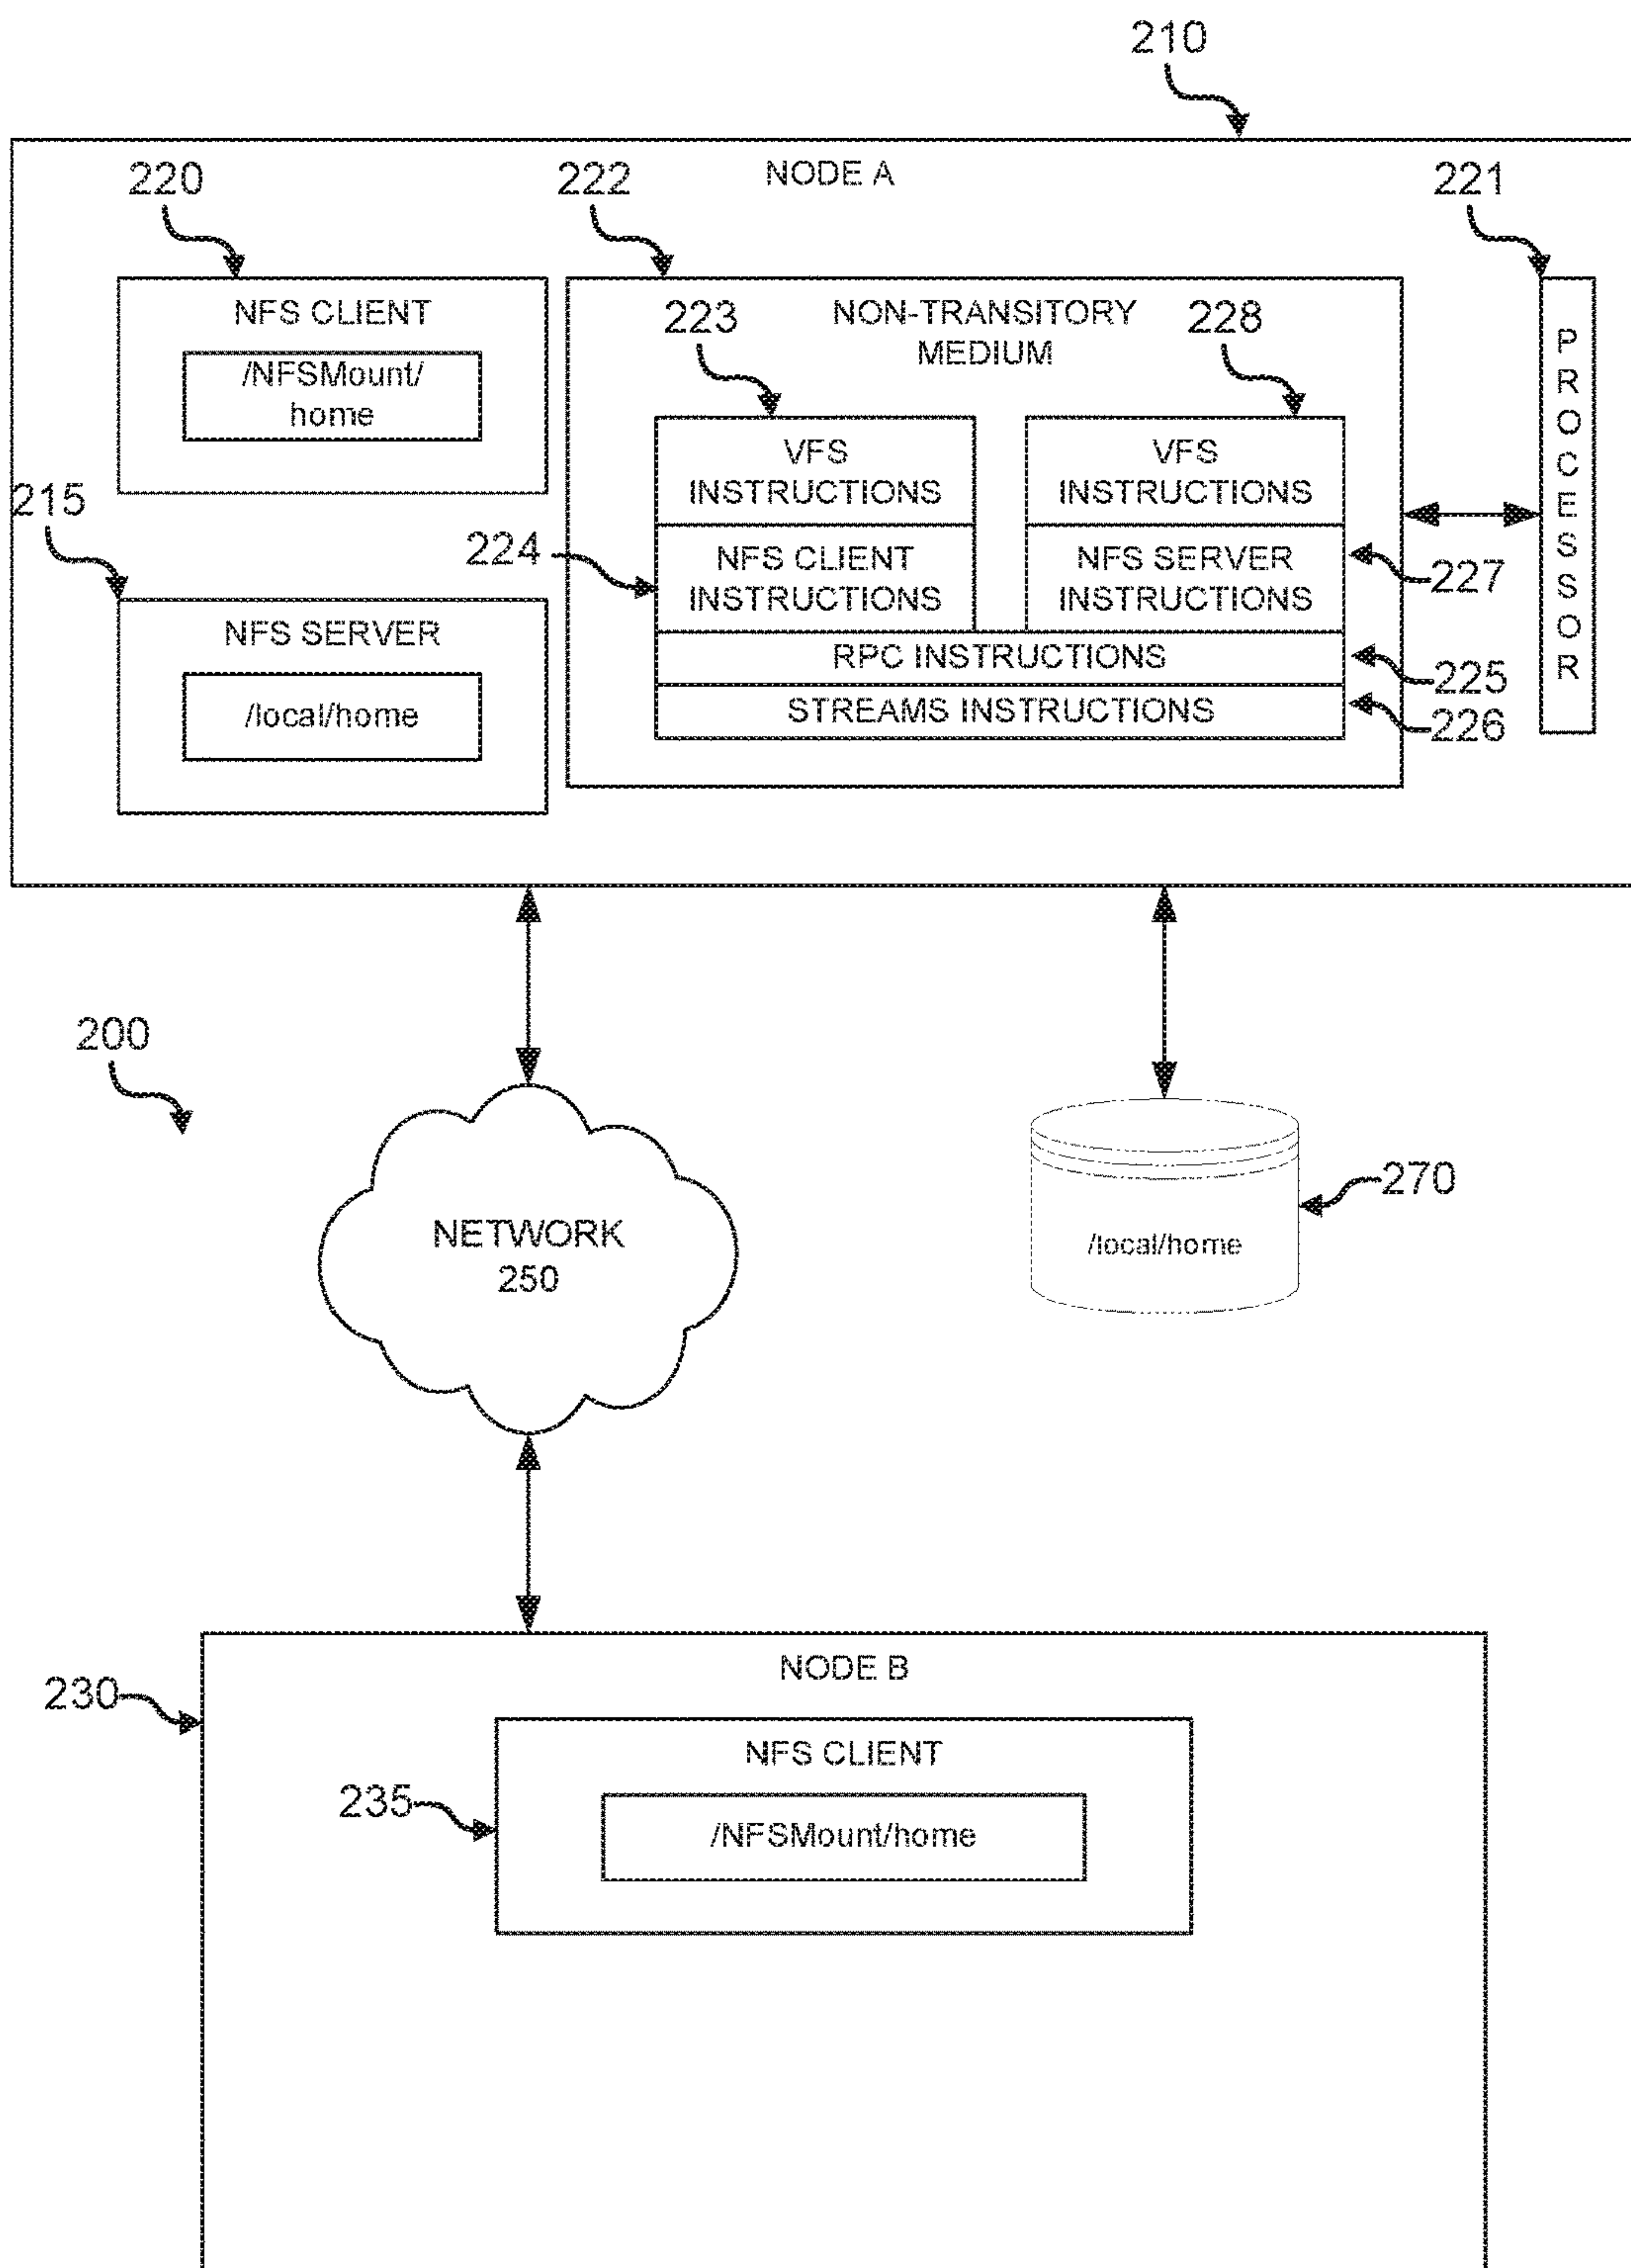 210
NODE A
220
222
221
NFS CLIENT
/NFSMount/
home
NON-TRANSITORY
MEDIUM
223
228
VFS
INSTRUCTIONS
VFS
INSTRUCTIONS
215
224
NFS CLIENT
INSTRUCTIONS
NFS SERVER
INSTRUCTIONS
227
NFS SERVER
/local/home
RPC INSTRUCTIONS
225
STREAMS INSTRUCTIONS
226
PROCESSOR
200
NETWORK
250
270
/local/home
NODE B
230
NFS CLIENT
235
/NFSMount/home